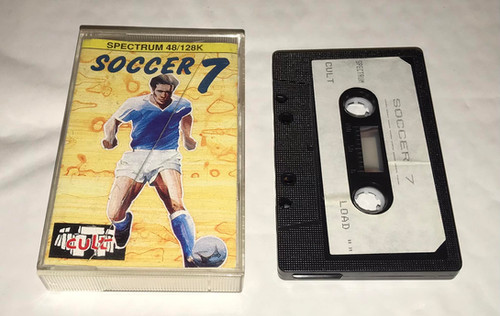 SPECTRUM 48/128K
SOCCER 7
CULT
SPECTRUM
CULT
SOCCER 7
LOAD ""